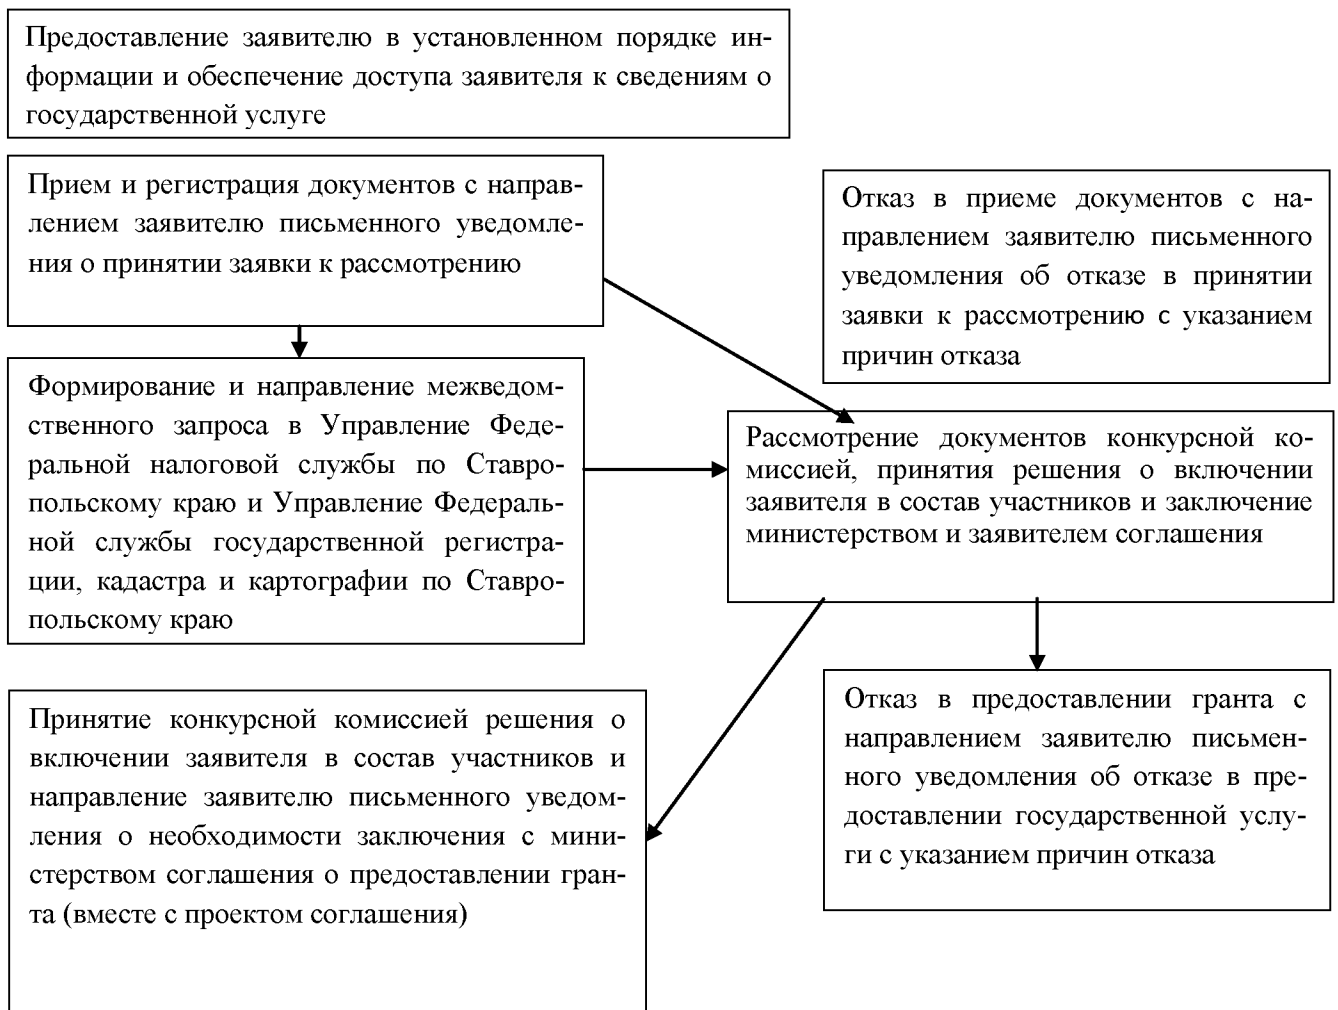 Предоставление заявителю в установленном порядке ин-
формации и обеспечение доступа заявителя к сведениям о
государственной услуге
Прием и регистрация документов с направ-
лением заявителю письменного уведомле-
ния о принятии заявки к рассмотрению
Отказ в приеме документов с на-
правлением заявителю письменного
уведомления об отказе в принятии
заявки к рассмотрению с указанием
причин отказа
Формирование и направление межведом-
ственного запроса в Управление Феде-
ральной налоговой службы по Ставро-
польскому краю и Управление Федераль-
ной службы государственной регистра-
ции, кадастра и картографии по Ставро-
польскому краю
Рассмотрение документов конкурсной ко-
миссией, принятия решения о включении
заявителя в состав участников и заключение
министерством и заявителем соглашения
Принятие конкурсной комиссией решения о
включении заявителя в состав участников и
направление заявителю письменного уведом-
ления о необходимости заключения с мини-
стерством соглашения о предоставлении гран-
та (вместе с проектом соглашения)
Отказ в предоставлении гранта с
направлением заявителю письмен-
ного уведомления об отказе в пре-
доставлении государственной услу-
ги с указанием причин отказа